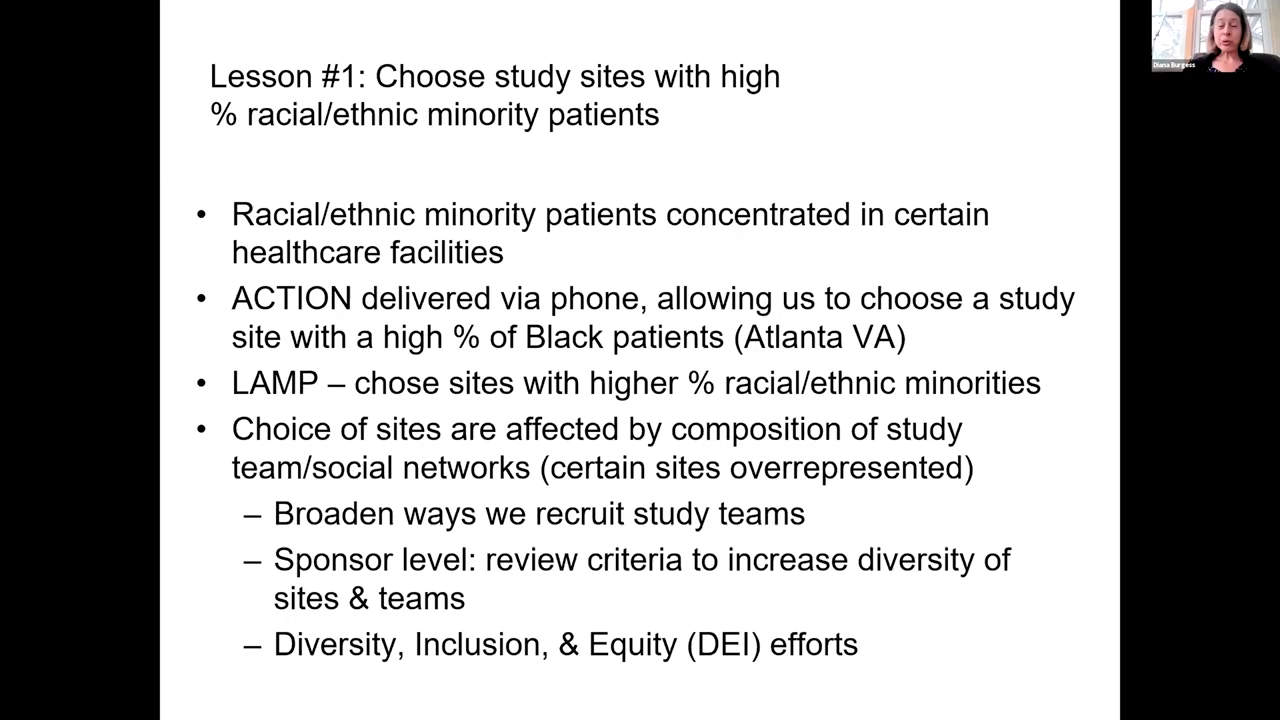 Lesson #1: Choose study sites with high
% racial/ethnic minority patients
• Racial/ethnic minority patients concentrated in certain
healthcare facilities
• ACTION delivered via phone, allowing us to choose a study
site with a high % of Black patients (Atlanta VA)
• LAMP – chose sites with higher % racial/ethnic minorities
• Choice of sites are affected by composition of study
team/social networks (certain sites overrepresented)
– Broaden ways we recruit study teams
– Sponsor level: review criteria to increase diversity of
sites & teams
– Diversity, Inclusion, & Equity (DEI) efforts
Diana Burgess